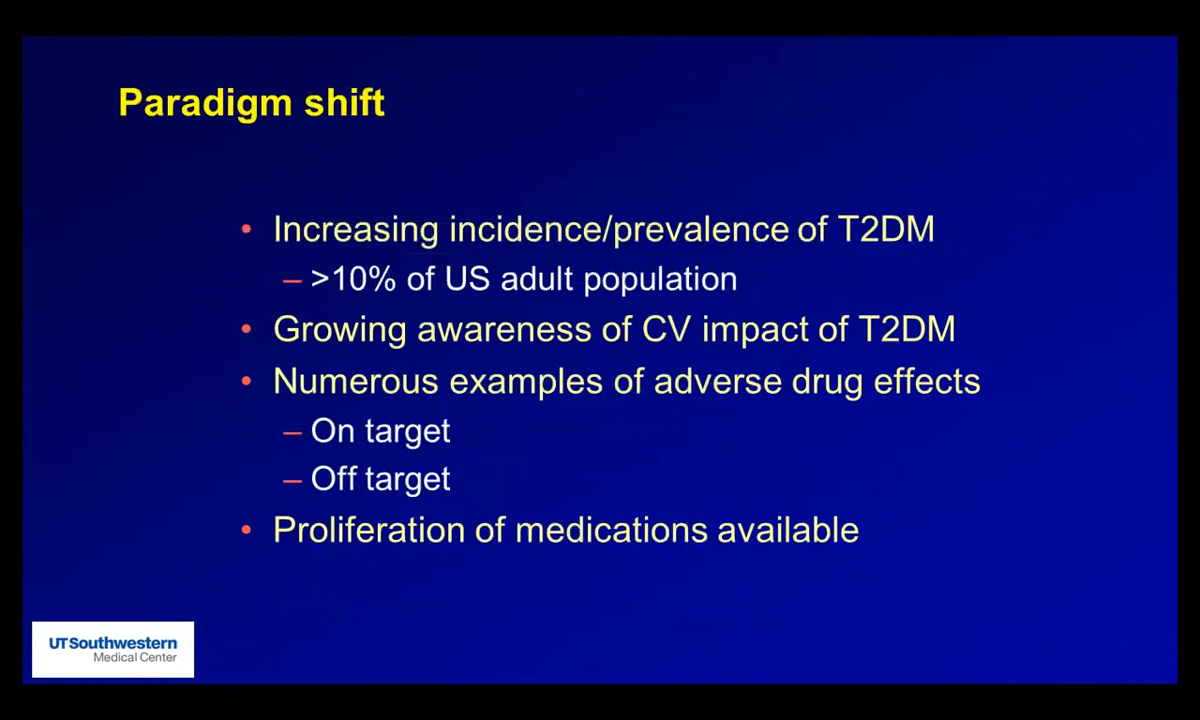 Paradigm shift
• Increasing incidence/prevalence of T2DM
– >10% of US adult population
• Growing awareness of CV impact of T2DM
• Numerous examples of adverse drug effects
– On target
– Off target
• Proliferation of medications available
UTSouthwestern
Medical Center